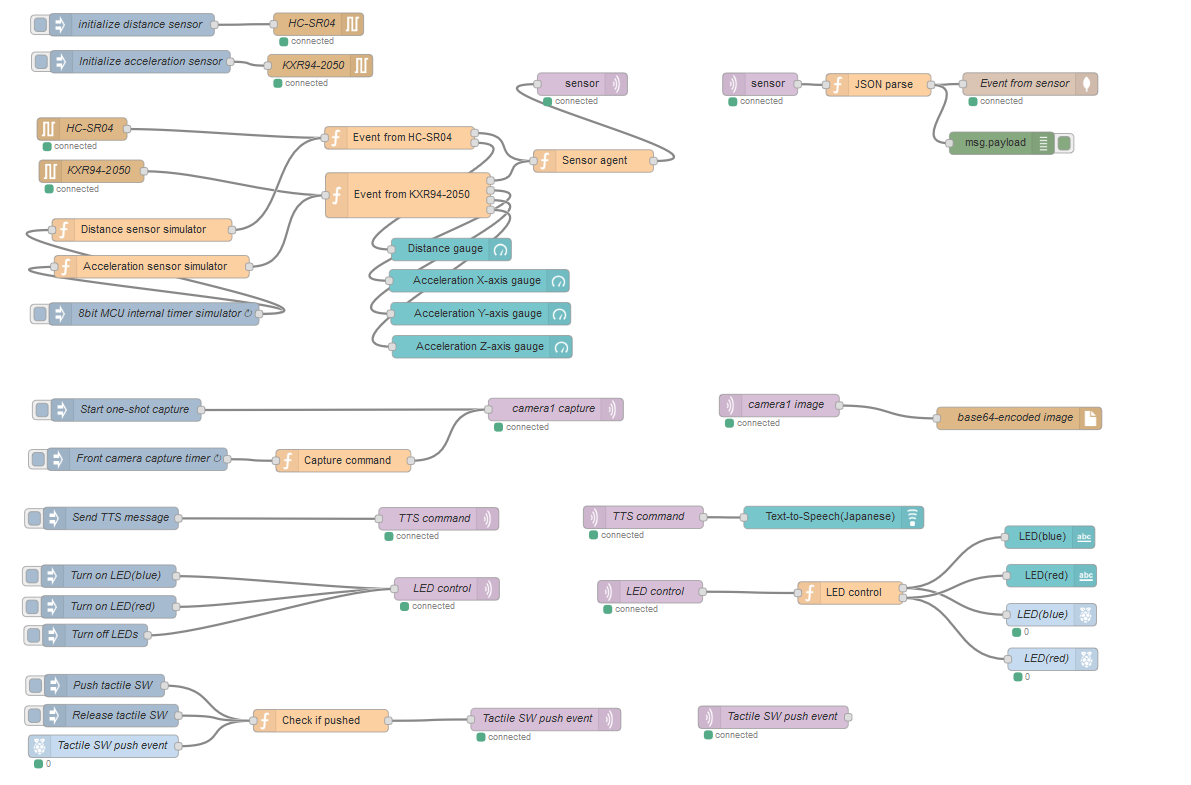 initialize distance sensor
HC-SR04
connected
Initialize acceleration sensor
KXR94-2050
connected
sensor
connected
sensor
connected
JSON parse
Event from sensor
connected
msg.payload
HC-SR04
connected
KXR94-2050
connected
Event from HC-SR04
Sensor agent
Event from KXR94-2050
Distance sensor simulator
Acceleration sensor simulator
8bit MCU internal timer simulator ↻
Distance gauge
Acceleration X-axis gauge
Acceleration Y-axis gauge
Acceleration Z-axis gauge
Start one-shot capture
camera1 capture
connected
camera1 image
connected
base64-encoded image
Front camera capture timer ↻
Capture command
Send TTS message
TTS command
connected
TTS command
connected
Text-to-Speech(Japanese)
Turn on LED(blue)
Turn on LED(red)
Turn off LEDs
LED control
connected
LED control
connected
LED control
LED(blue)
abc
LED(red)
abc
LED(blue)
0
LED(red)
0
Push tactile SW
Release tactile SW
Tactile SW push event
0
Check if pushed
Tactile SW push event
connected
Tactile SW push event
connected